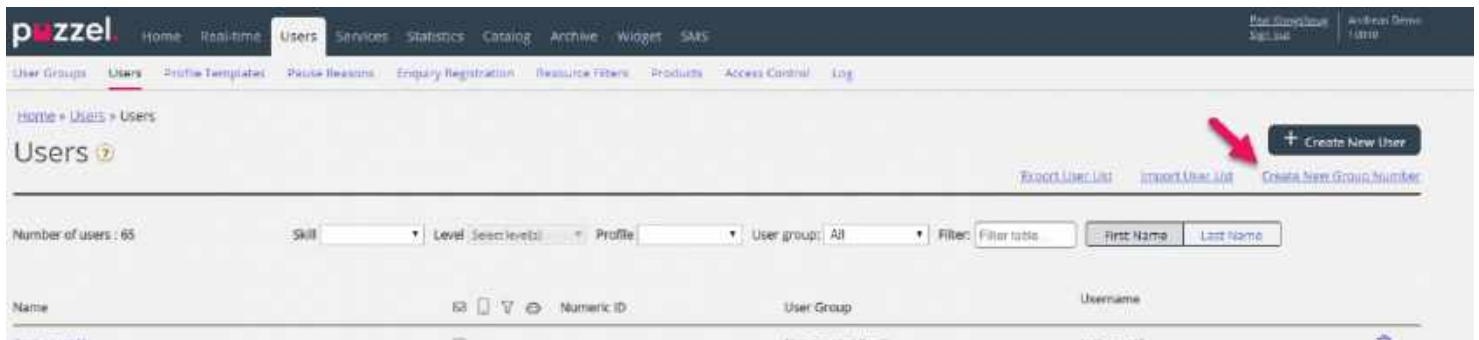 puzzel. Home Real-time Users Services Statistics Catalog Archive Widget SMS
Sign out
User Groups Users Profile Templates Pause Reasons Enquiry Registration Resource Filters Products Access Control Log
Home » Users » Users
Users ?
+ Create New User
Export User List Import User List Create New Group Number
Number of users : 65 Skill Level Select level(s) Profile User group: All Filter: Filter table... First Name Last Name
Name Numeric ID User Group Username